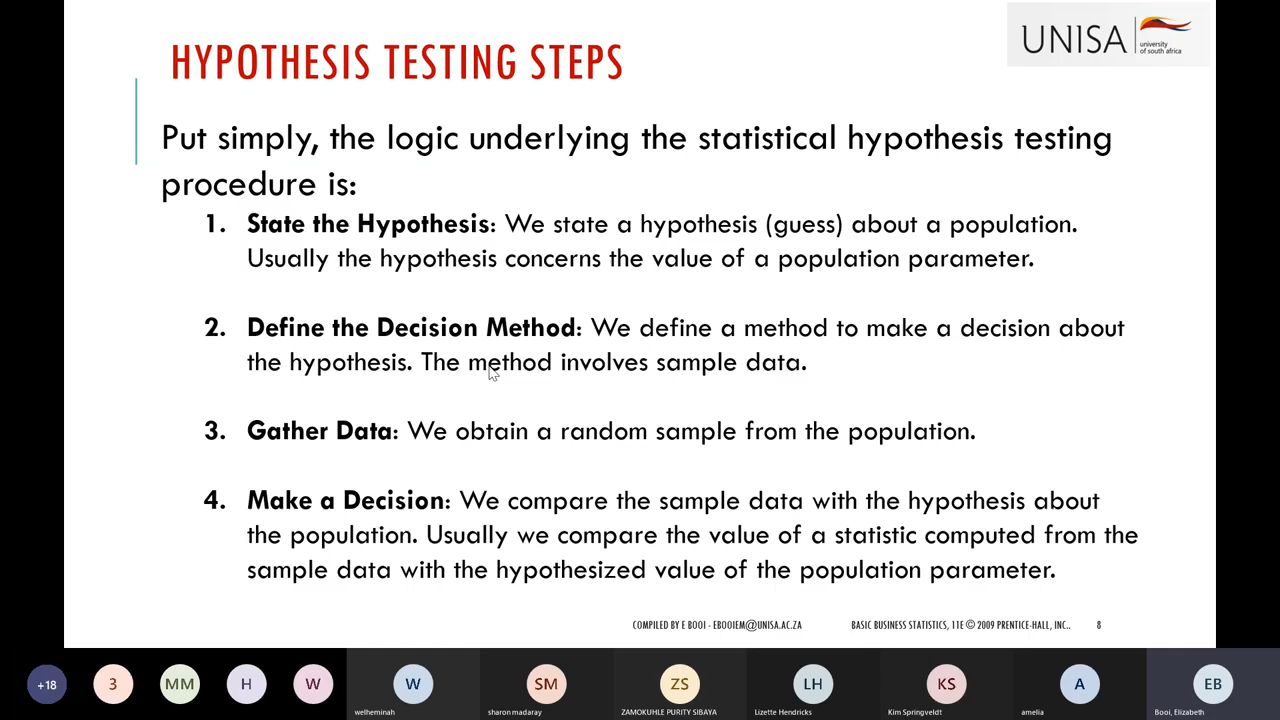 UNISA
university
of south africa
HYPOTHESIS TESTING STEPS
Put simply, the logic underlying the statistical hypothesis testing
procedure is:
1. State the Hypothesis: We state a hypothesis (guess) about a population.
Usually the hypothesis concerns the value of a population parameter.
2. Define the Decision Method: We define a method to make a decision about
the hypothesis. The method involves sample data.
3. Gather Data: We obtain a random sample from the population.
4. Make a Decision: We compare the sample data with the hypothesis about
the population. Usually we compare the value of a statistic computed from the
sample data with the hypothesized value of the population parameter.
COMPILED BY E BOOI - EBOOIEM@UNISA.AC.ZA BASIC BUSINESS STATISTICS, 11E © 2009 PRENTICE-HALL, INC.. 8
+18 3 MM H W W SM ZS LH KS A EB
welheminah sharon madaray ZAMOKUHLE PURITY SIBAYA Lizette Hendricks Kim Springveldt amelia Booi, Elizabeth